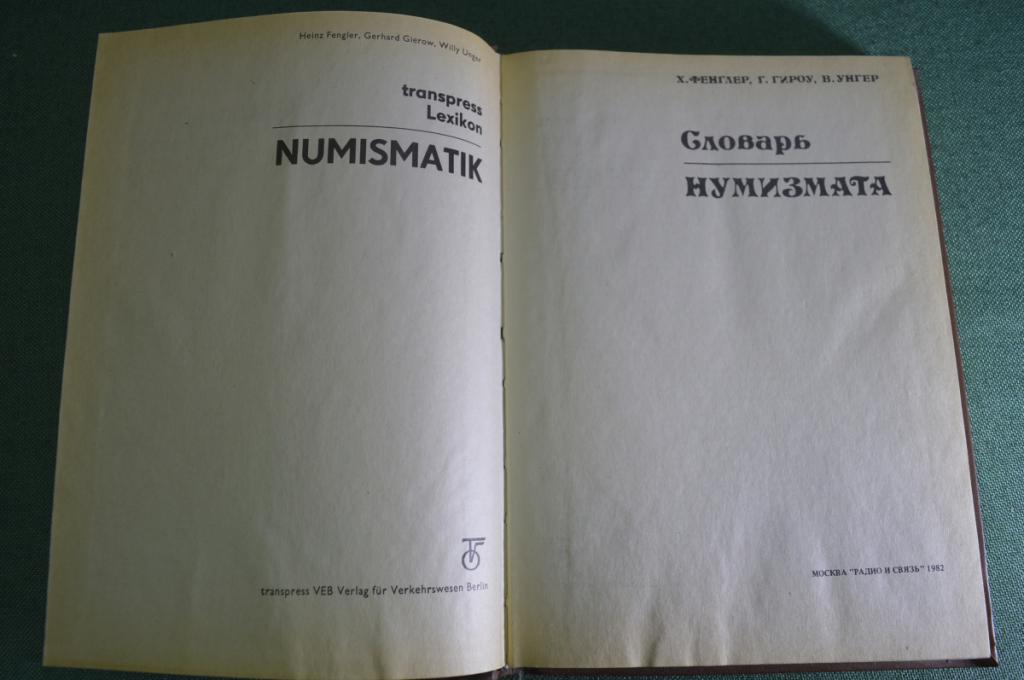 Heinz Fengler, Gerhard Gierow, Willy Unger
transpress
Lexikon
NUMISMATIK
transpress VEB Verlag für Verkehrswesen Berlin
Х. ФЕНГЛЕР, Г. ГИРОУ, В. УНГЕР
Словарь
НУМИЗМАТА
МОСКВА "РАДИО И СВЯЗЬ" 1982